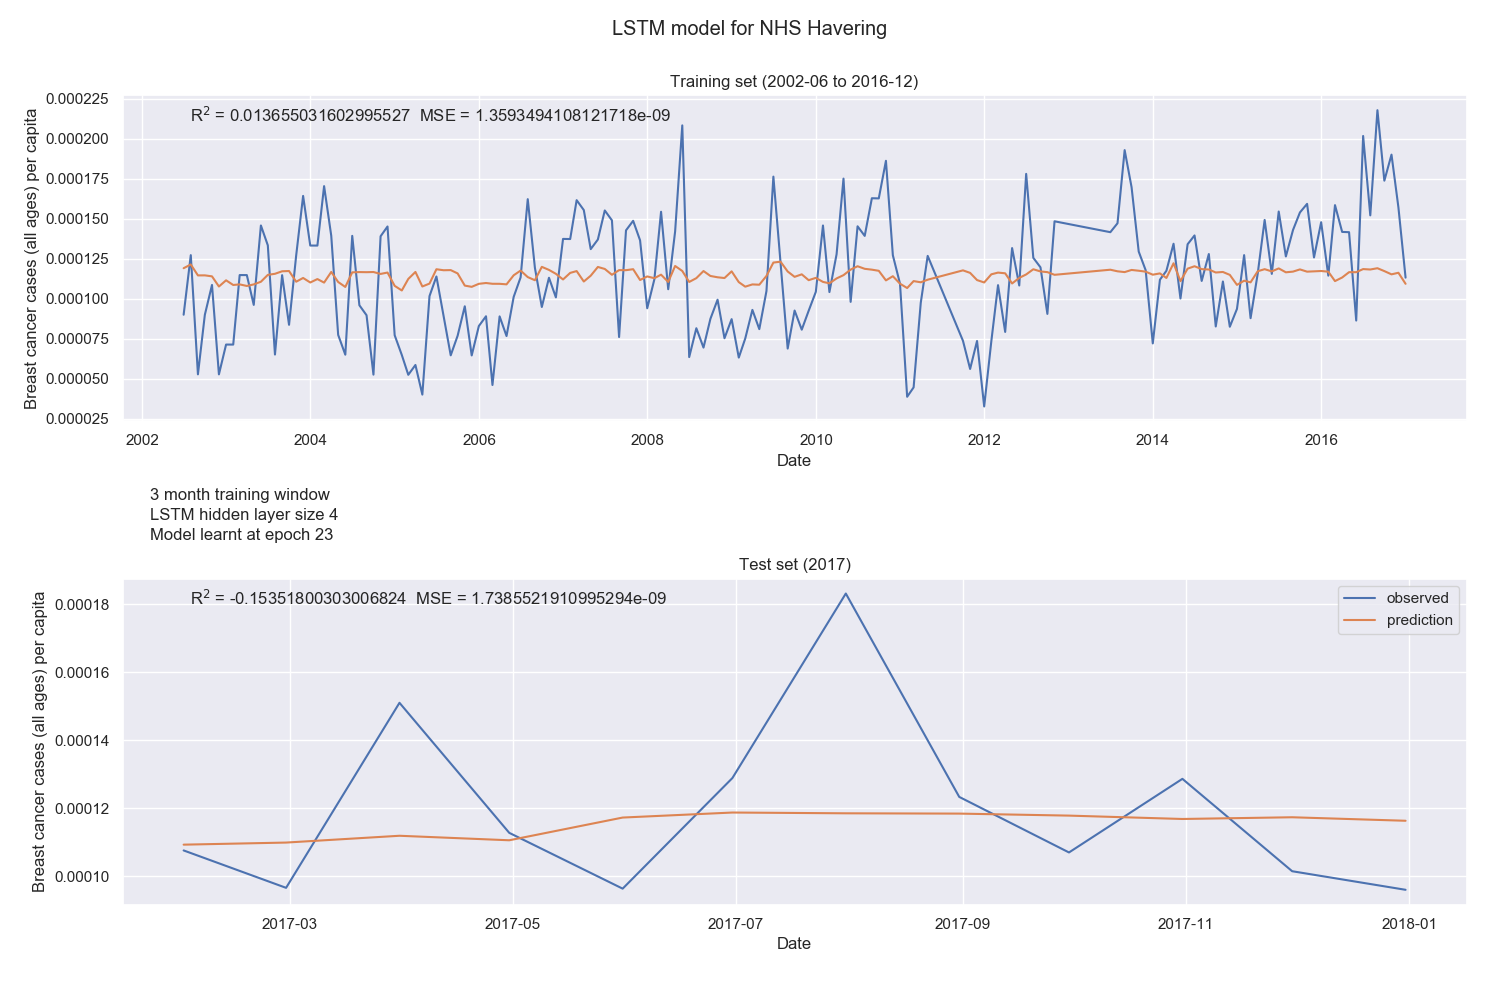 LSTM model for NHS Havering
Training set (2002-06 to 2016-12)
R² = 0.013655031602995527 MSE = 1.3593494108121718e-09
Breast cancer cases (all ages) per capita
0.000225
0.000200
0.000175
0.000150
0.000125
0.000100
0.000075
0.000050
0.000025
2002 2004 2006 2008 2010 2012 2014 2016
Date
3 month training window
LSTM hidden layer size 4
Model learnt at epoch 23
Test set (2017)
R² = -0.15351800303006824 MSE = 1.7385521910995294e-09
observed
prediction
Breast cancer cases (all ages) per capita
0.00018
0.00016
0.00014
0.00012
0.00010
2017-03 2017-05 2017-07 2017-09 2017-11 2018-01
Date